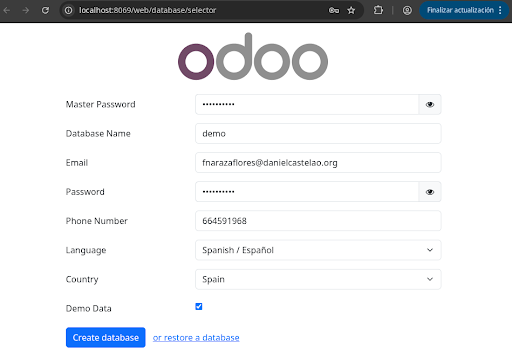 localhost:8069/web/database/selector
Finalizar actualización
odoo
Master Password ••••••••••
Database Name demo
Email fnarazaflores@danielcastelao.org
Password ••••••••••
Phone Number 664591968
Language Spanish / Español
Country Spain
Demo Data
Create database or restore a database